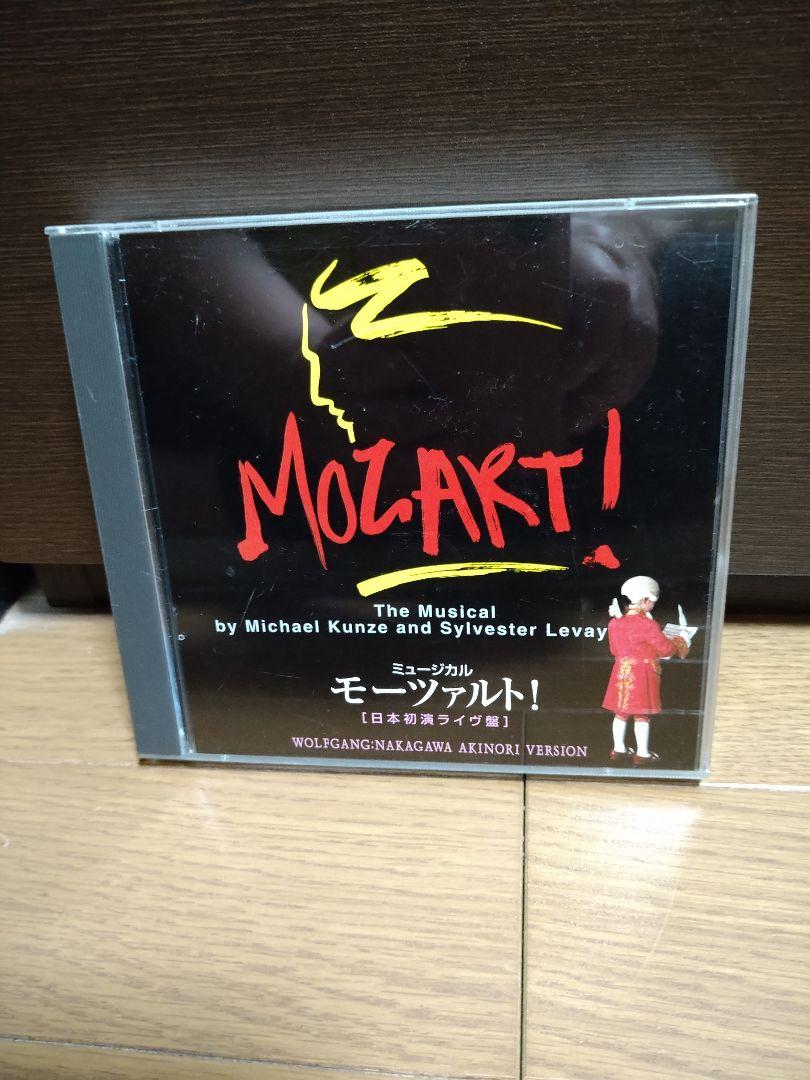 MOZART!
The Musical
by Michael Kunze and Sylvester Levay
ミュージカル
モーツァルト!
[日本初演ライヴ盤]
WOLFGANG:NAKAGAWA AKINORI VERSION